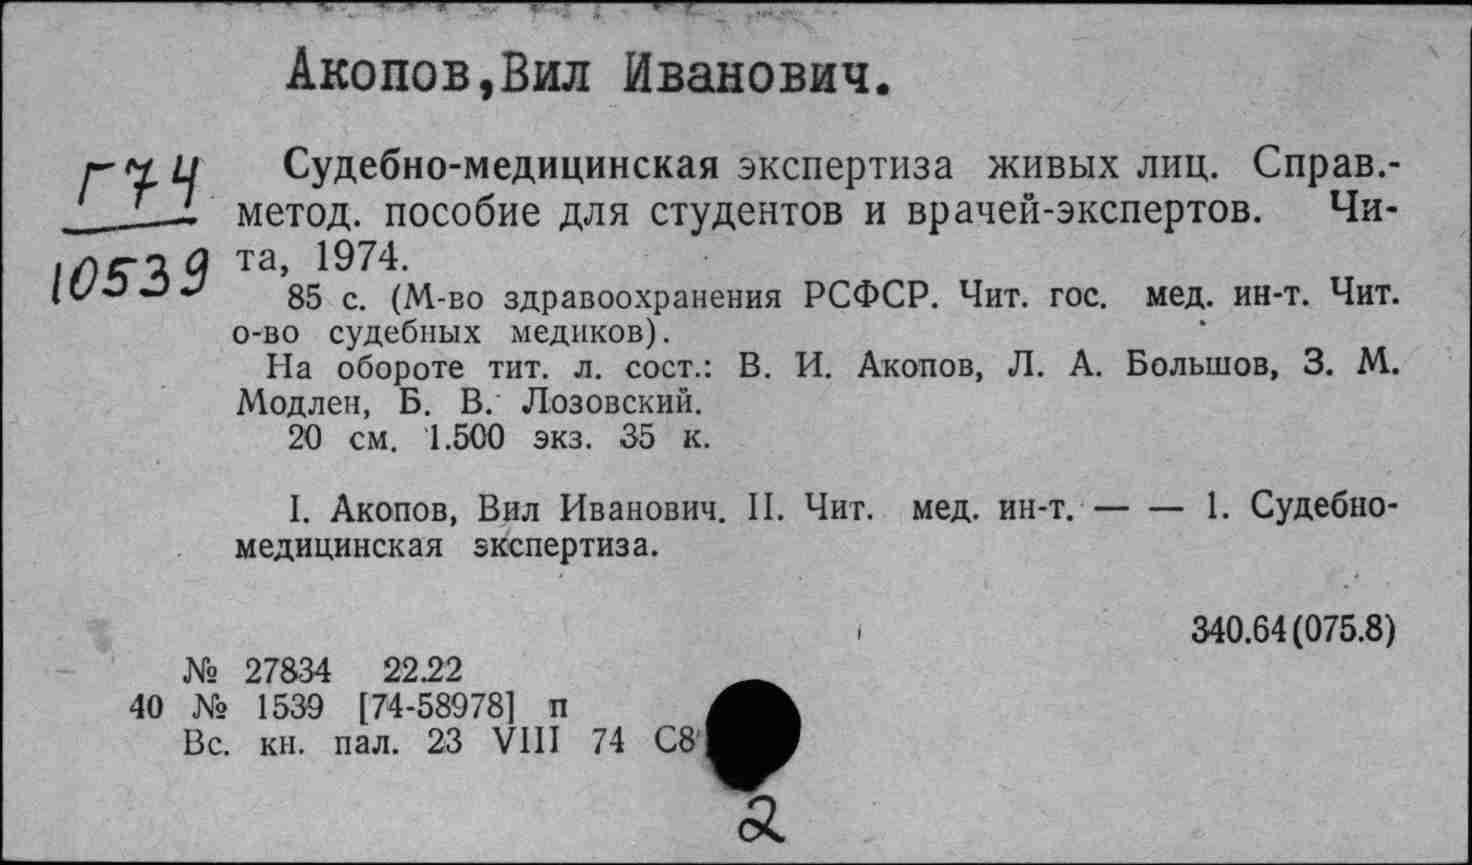 Акопов,Вил Иванович.
Г74
10539
Судебно-медицинская экспертиза живых лиц. Справ.-
метод. пособие для студентов и врачей-экспертов. Чи-
та, 1974.
85 с. (М-во здравоохранения РСФСР. Чит. гос. мед. ин-т. Чит.
о-во судебных медиков).
На обороте тит. л. сост.: В. И. Акопов, Л. А. Большов, З. М.
Модлен, Б. В. Лозовский.
20 см. 1.500 экз. 35 к.
I. Акопов, Вил Иванович. II. Чит. мед. ин-т. — — 1. Судебно-
медицинская экспертиза.
340.64(075.8)
№ 27834 22.22
40 № 1539 [74-58978] п
Вс. кн. пал. 23 VIII 74 С8
2